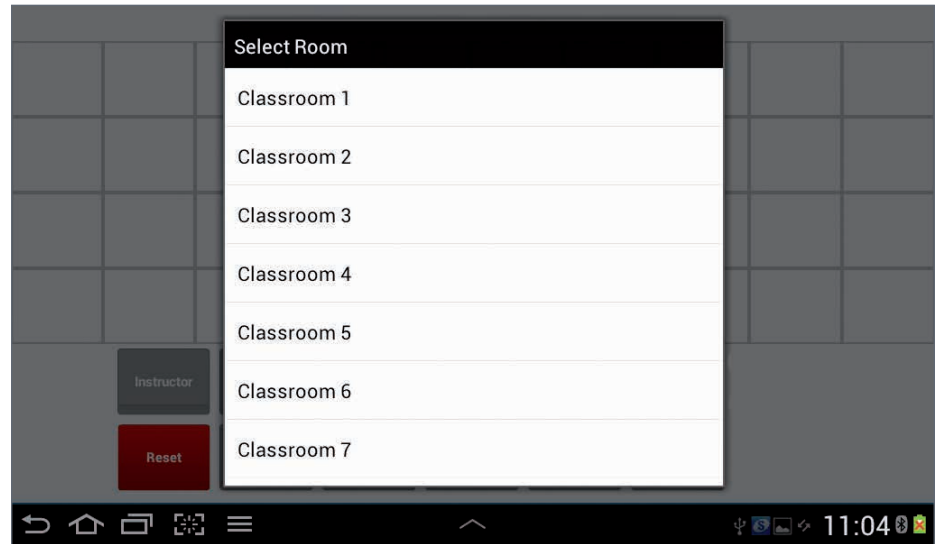 Select Room
Classroom 1
Classroom 2
Classroom 3
Classroom 4
Classroom 5
Classroom 6
Instructor
Classroom 7
Reset
11:04